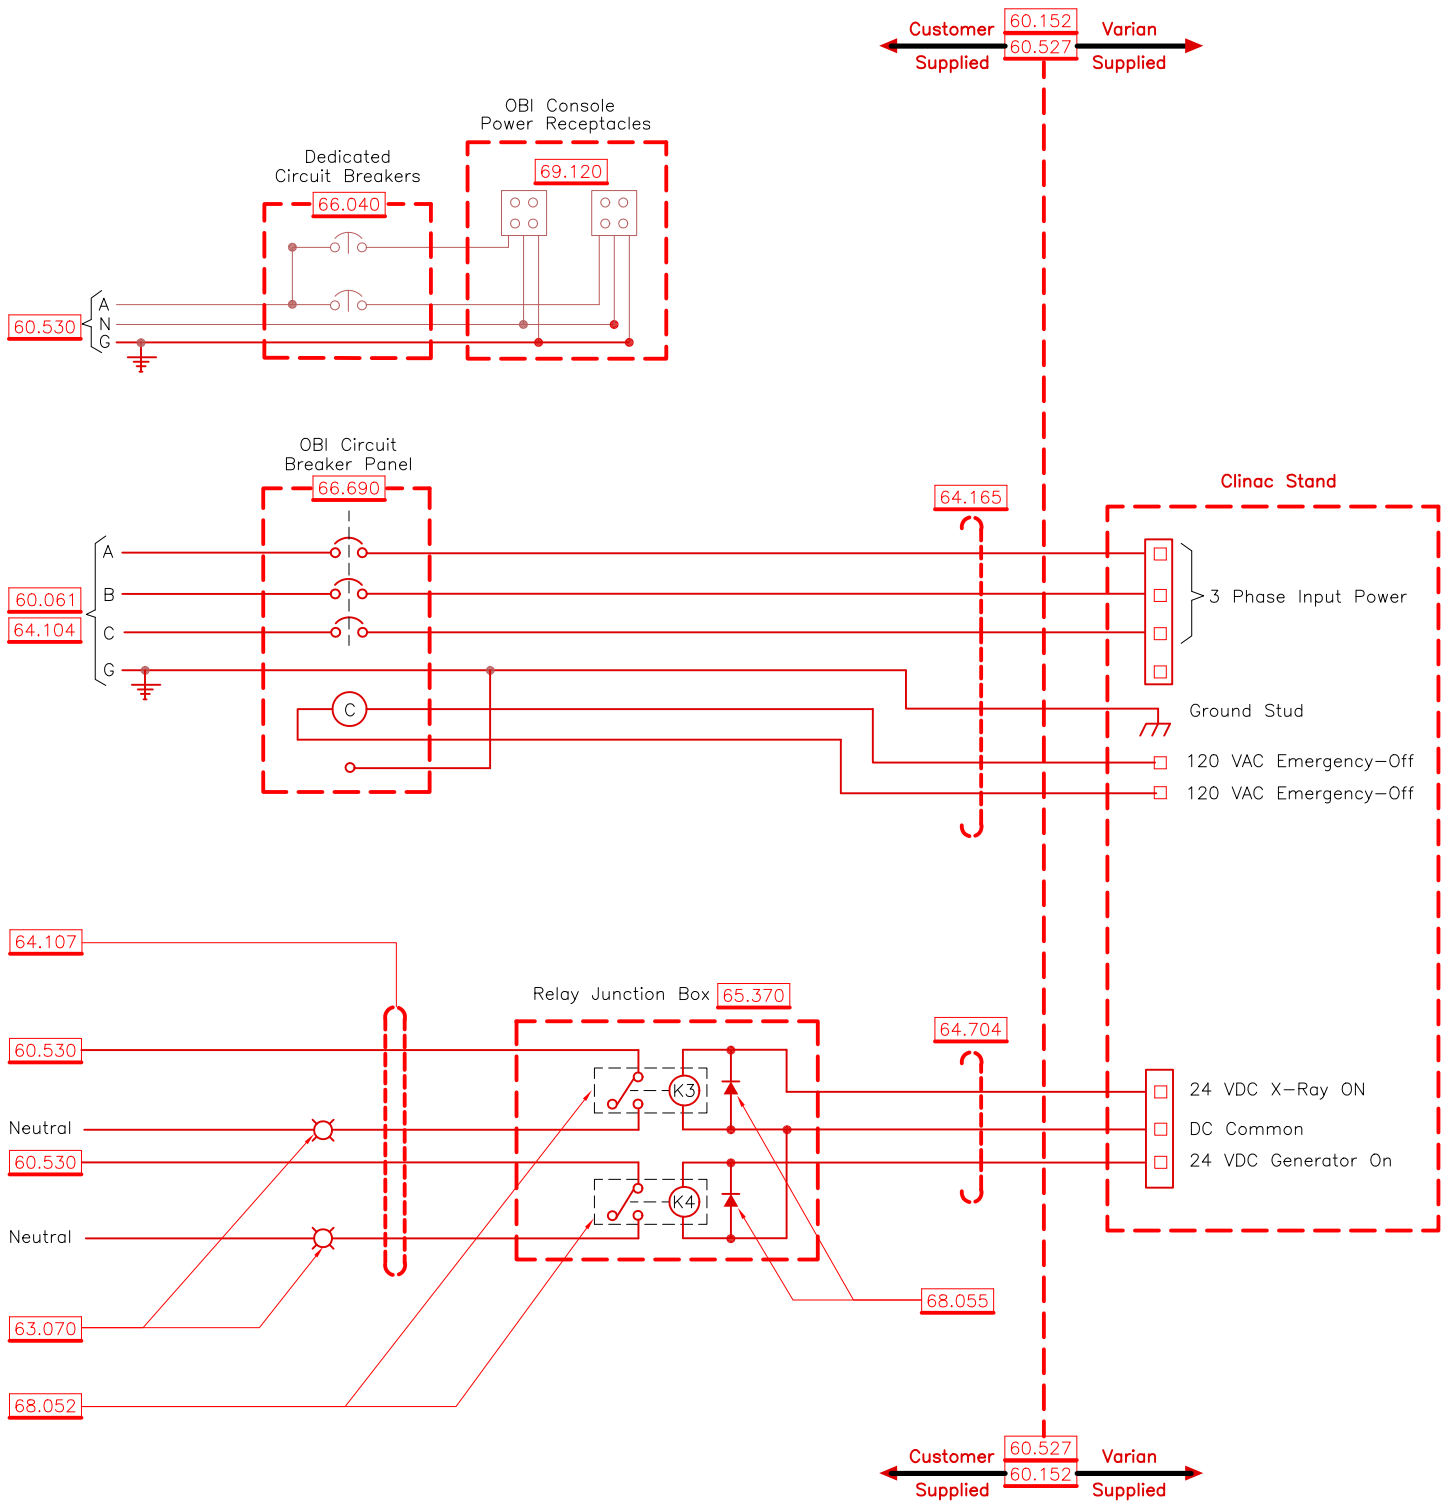 Customer 60.152 Varian
Supplied 60.527 Supplied
OBI Console
Power Receptacles
69.120
Dedicated
Circuit Breakers
66.040
A
60.530 N
G
OBI Circuit
Breaker Panel
66.690
64.165
Clinac Stand
A
60.061 B
3 Phase Input Power
64.104 C
G
C
Ground Stud
120 VAC Emergency-Off
120 VAC Emergency-Off
64.107
Relay Junction Box 65.370
64.704
60.530
K3
24 VDC X-Ray ON
Neutral
DC Common
60.530
24 VDC Generator On
K4
Neutral
68.055
63.070
68.052
Customer 60.527 Varian
Supplied 60.152 Supplied